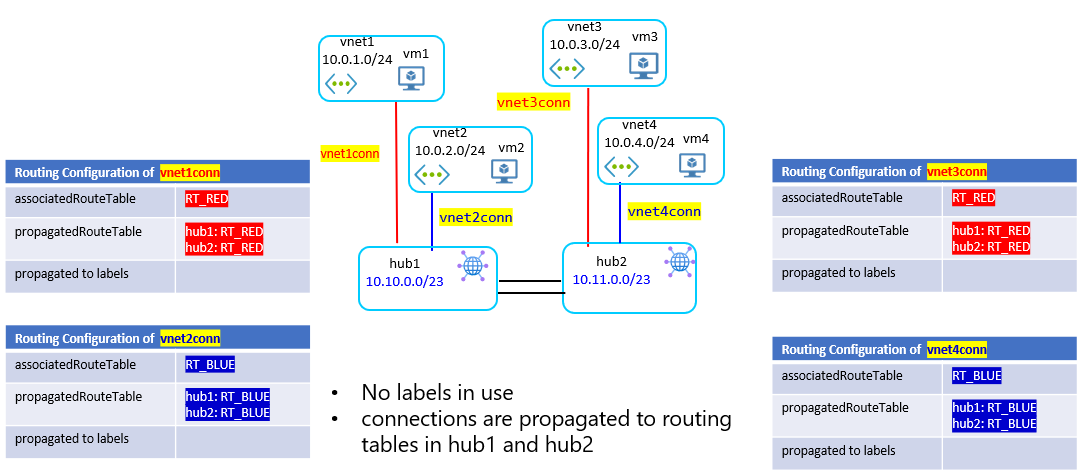 vnet1
10.0.1.0/24
vm1
vnet3
10.0.3.0/24
vm3
vnet3conn
vnet1conn
vnet2
10.0.2.0/24
vm2
vnet4
10.0.4.0/24
vm4
vnet2conn
vnet4conn
hub1
10.10.0.0/23
hub2
10.11.0.0/23
Routing Configuration of vnet1conn
associatedRouteTable RT_RED
propagatedRouteTable hub1: RT_RED
hub2: RT_RED
propagated to labels
Routing Configuration of vnet2conn
associatedRouteTable RT_BLUE
propagatedRouteTable hub1: RT_BLUE
hub2: RT_BLUE
propagated to labels
Routing Configuration of vnet3conn
associatedRouteTable RT_RED
propagatedRouteTable hub1: RT_RED
hub2: RT_RED
propagated to labels
Routing Configuration of vnet4conn
associatedRouteTable RT_BLUE
propagatedRouteTable hub1: RT_BLUE
hub2: RT_BLUE
propagated to labels
• No labels in use
• connections are propagated to routing
tables in hub1 and hub2